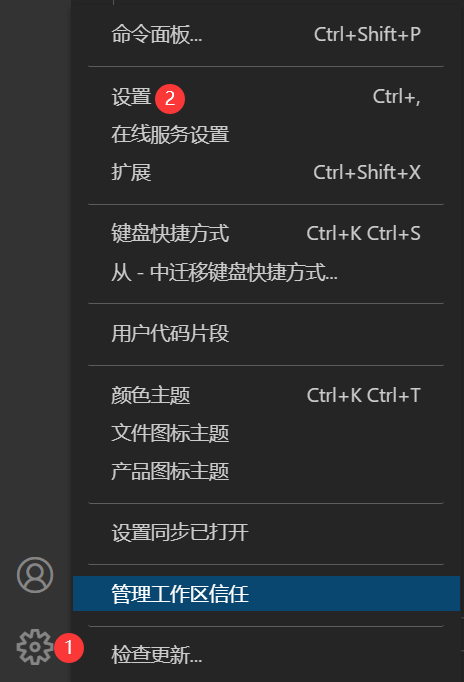 命令面板... Ctrl+Shift+P
设置 2 Ctrl+,
在线服务设置
扩展 Ctrl+Shift+X
键盘快捷方式 Ctrl+K Ctrl+S
从 - 中迁移键盘快捷方式...
用户代码片段
颜色主题 Ctrl+K Ctrl+T
文件图标主题
产品图标主题
设置同步已打开
管理工作区信任
1
检查更新...